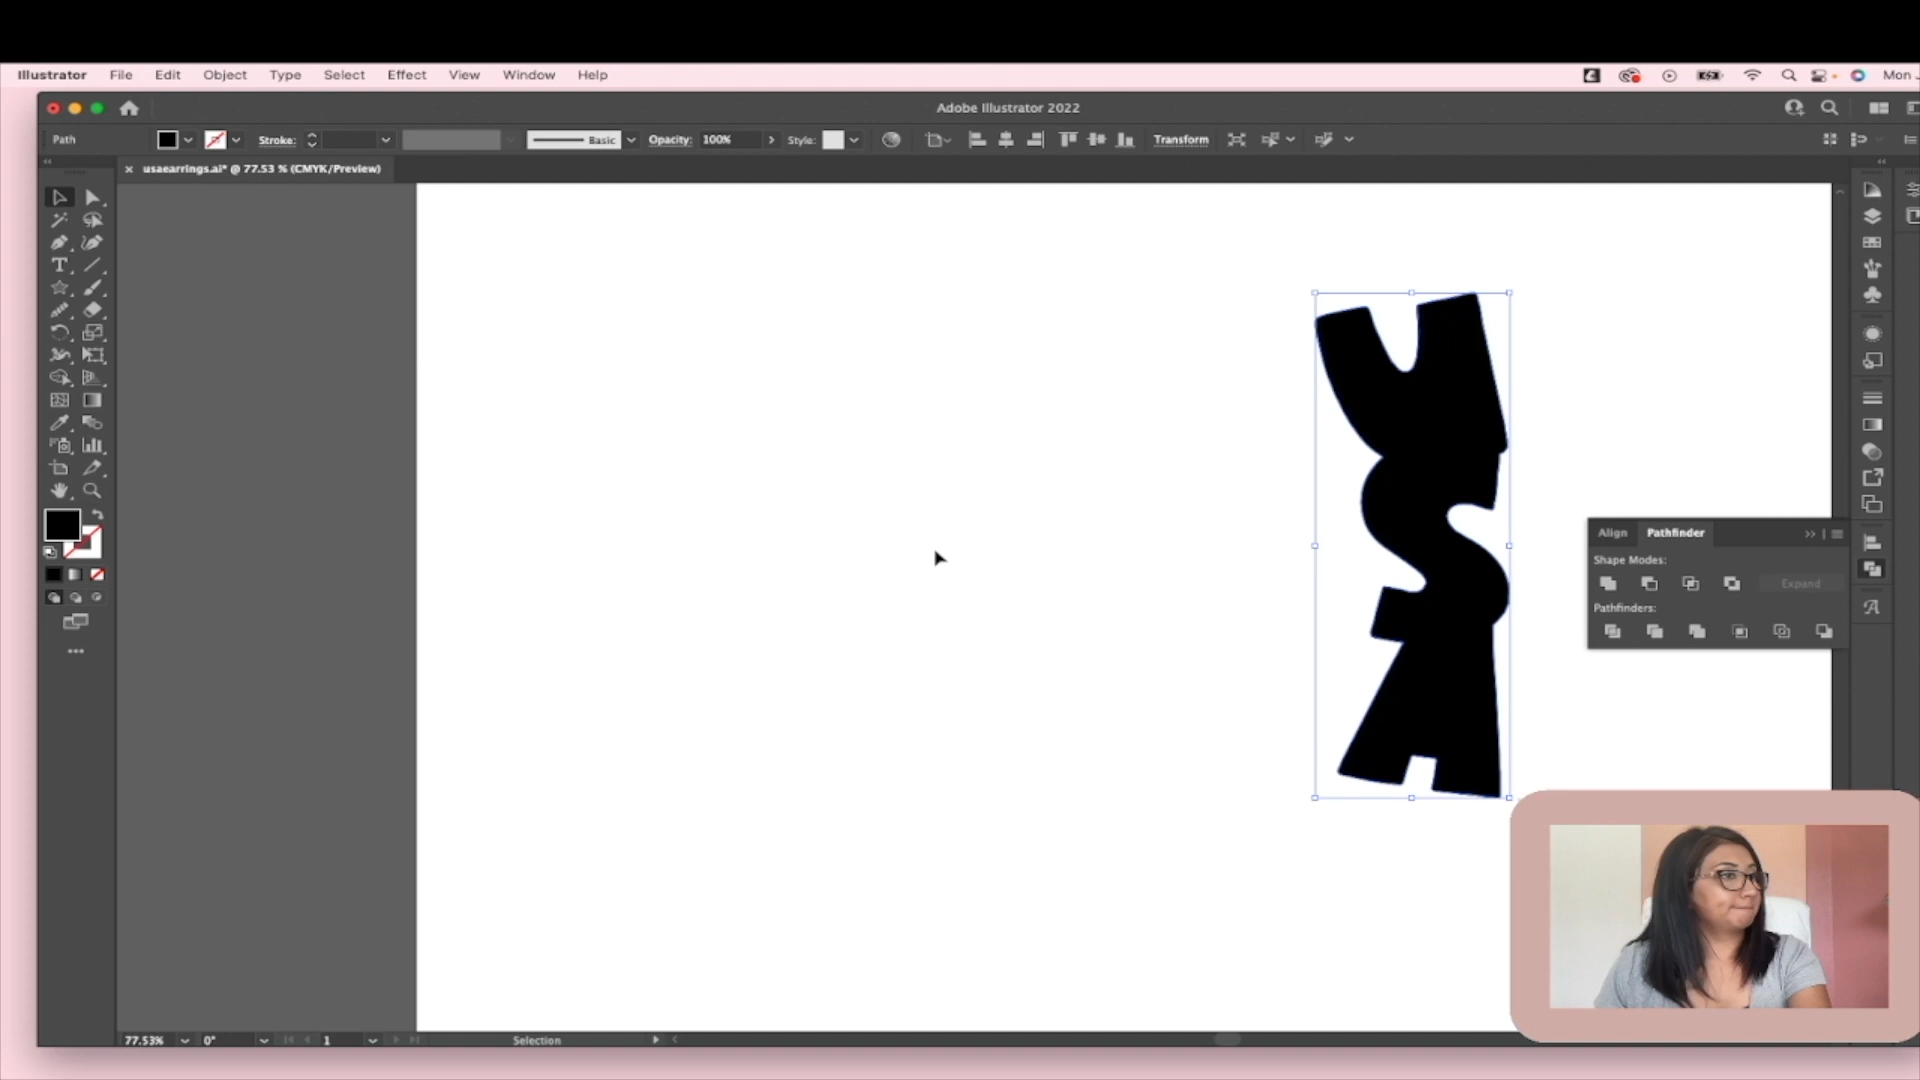 Illustrator File Edit Object Type Select Effect View Window Help Mon
Adobe Illustrator 2022
Path Stroke: Basic Opacity: 100% Style: Transform
× usaearrings.ai* @ 77.53 % (CMYK/Preview)
USA
Align Pathfinder
Shape Modes:
Expand
Pathfinders:
77.53% 0° 1 Selection